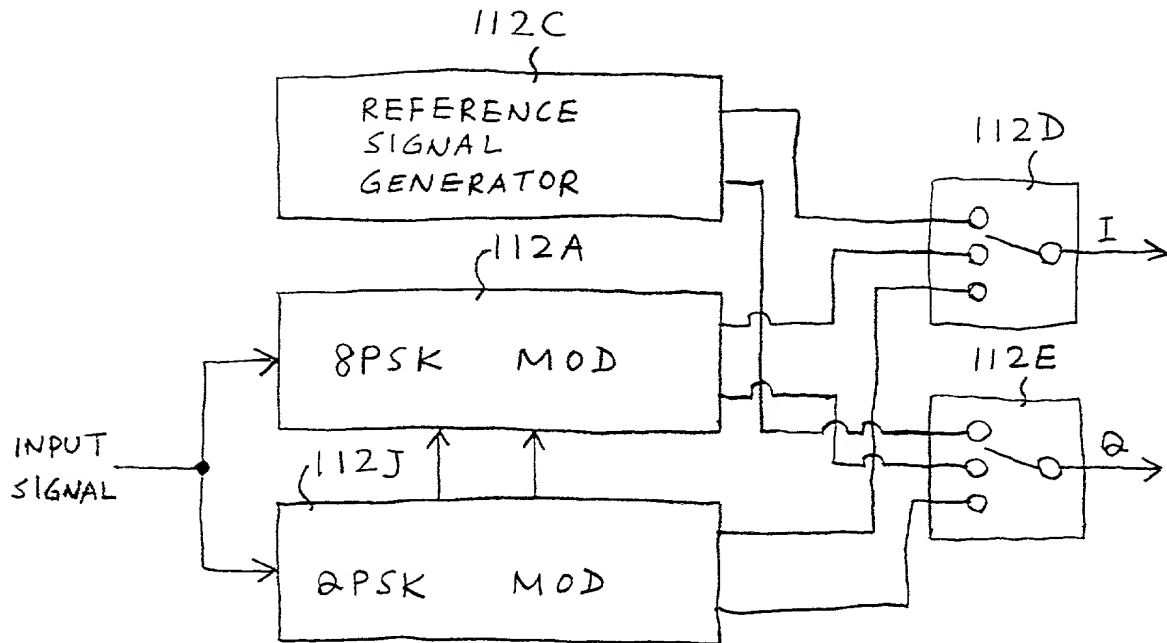 112C
REFERENCE
SIGNAL
GENERATOR
112D
I
112A
8PSK MOD
112E
Q
INPUT
SIGNAL
112J
QPSK MOD